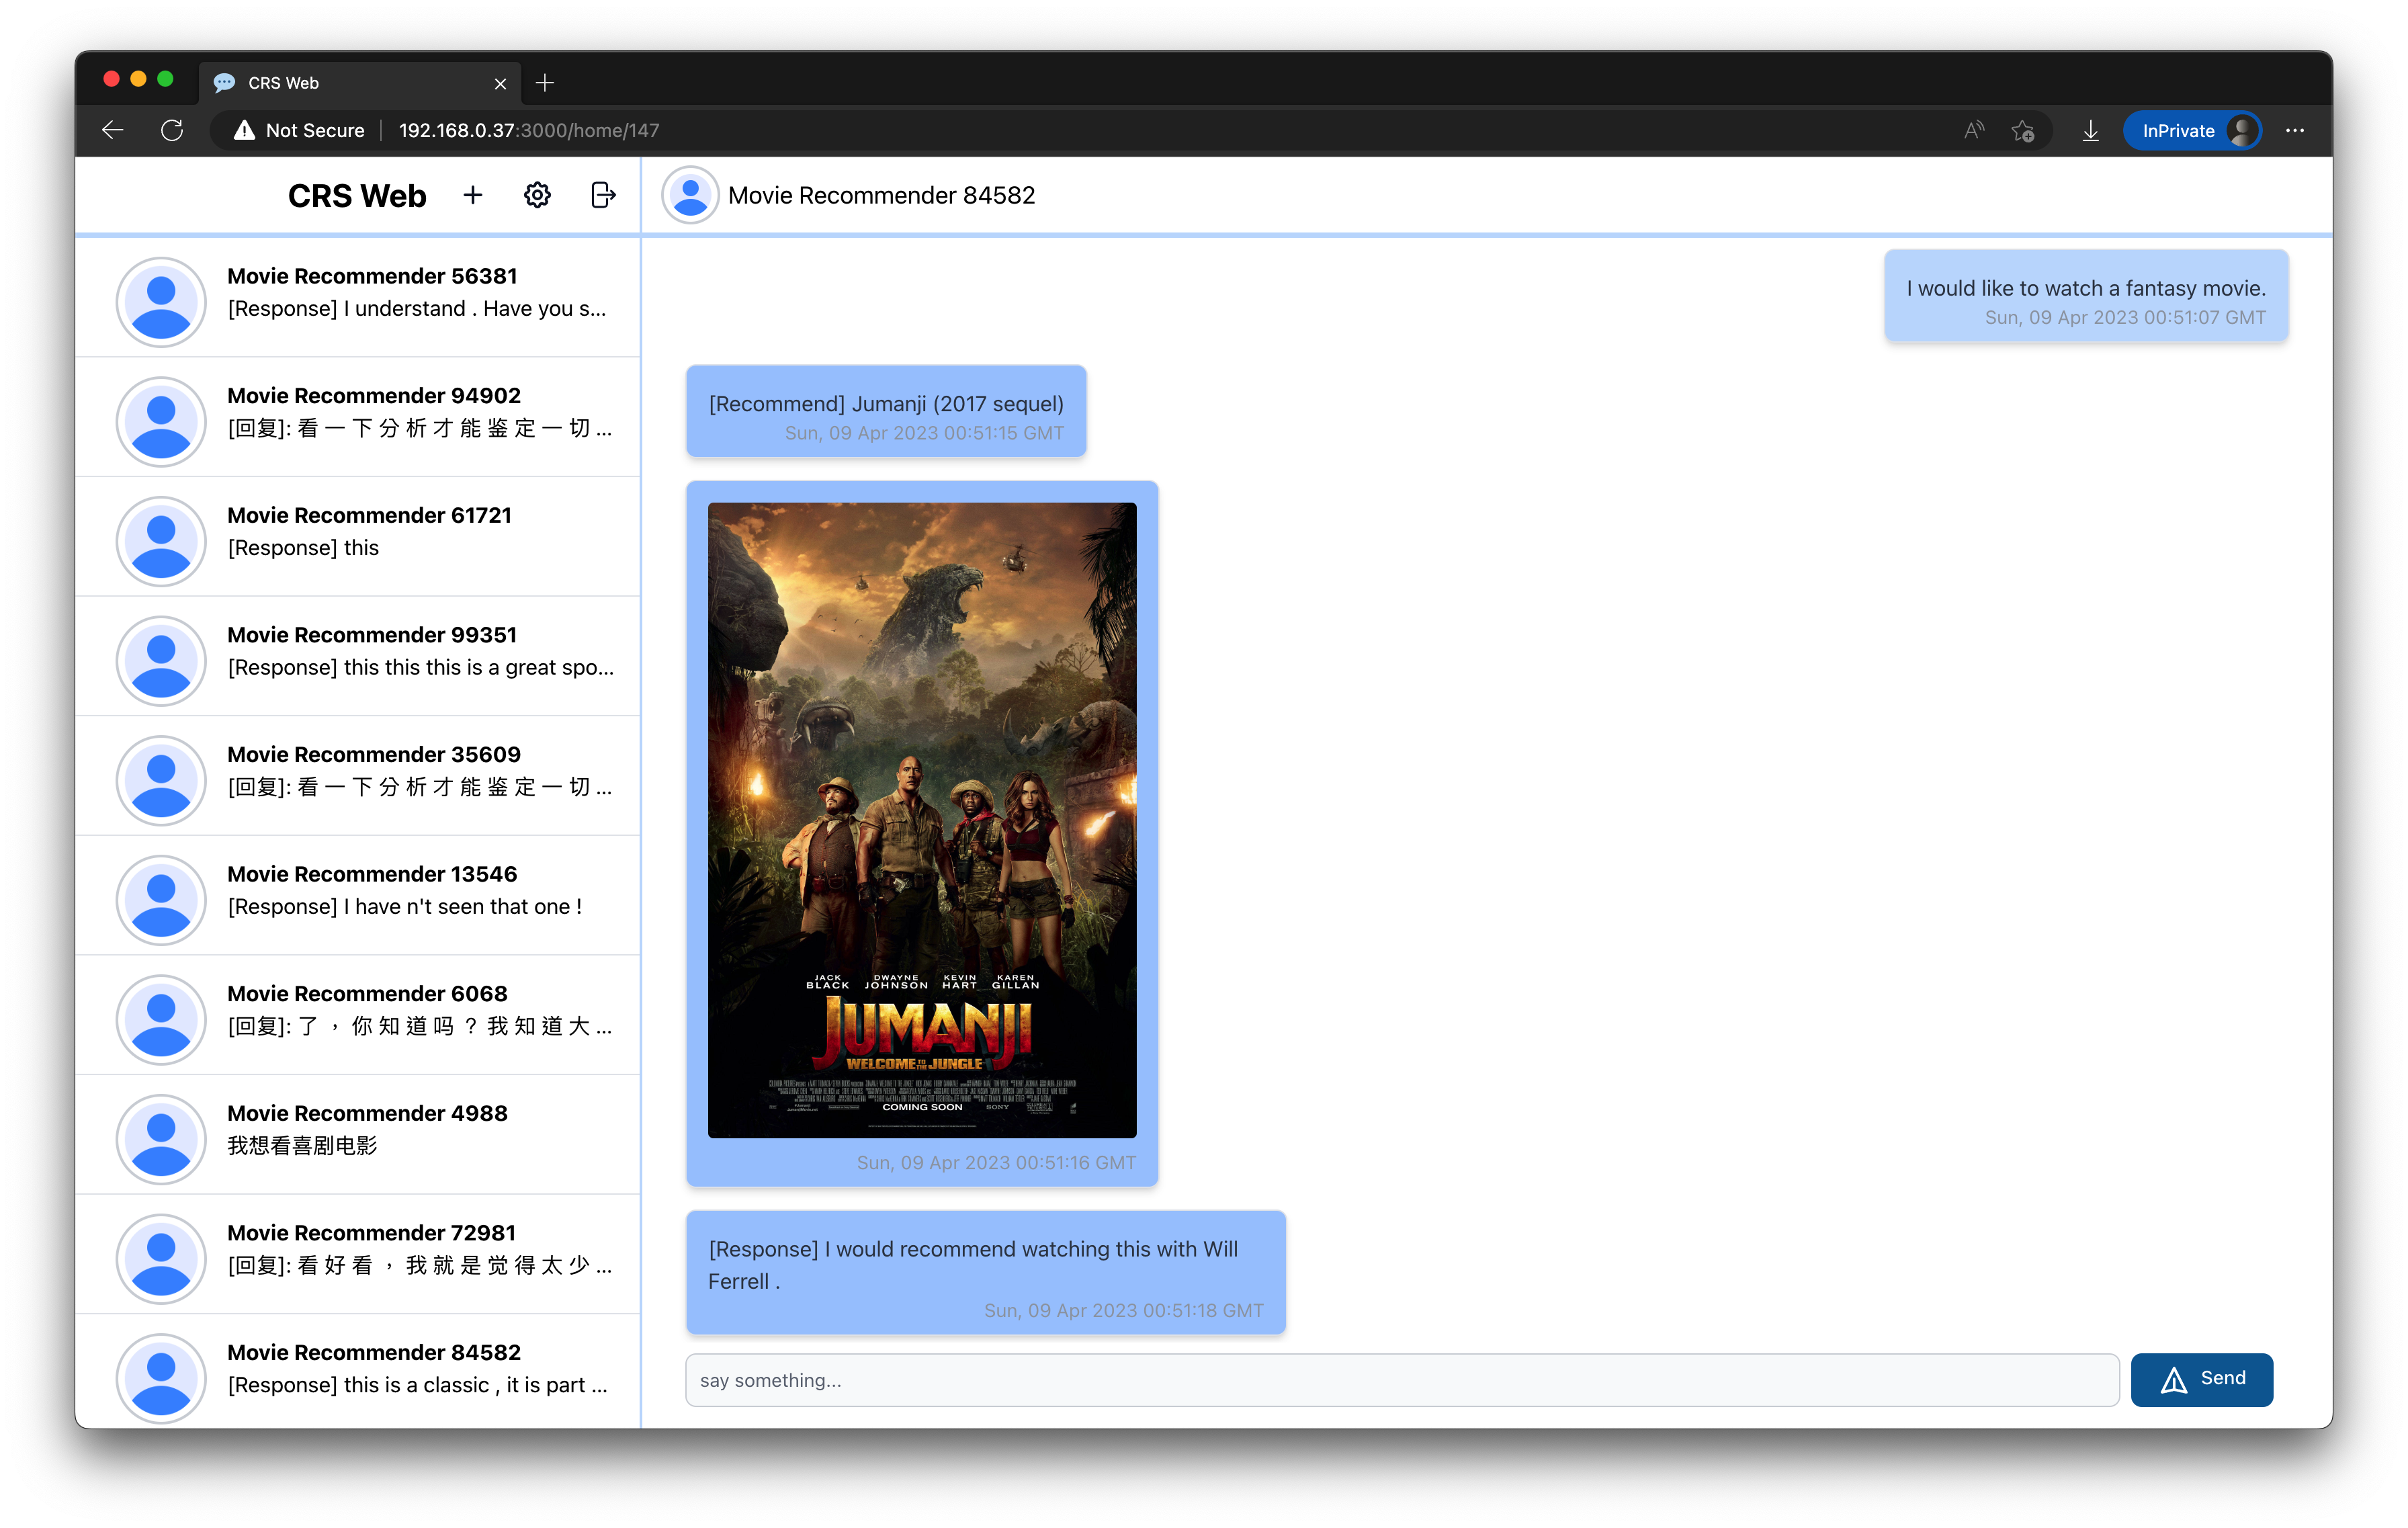 CRS Web
Not Secure
192.168.0.37:3000/home/147
InPrivate
CRS Web
Movie Recommender 84582
Movie Recommender 56381
[Response] I understand . Have you s...
Movie Recommender 94902
[回复]: 看 一 下 分 析 才 能 鉴 定 一 切 ...
Movie Recommender 61721
[Response] this
Movie Recommender 99351
[Response] this this this is a great spo...
Movie Recommender 35609
[回复]: 看 一 下 分 析 才 能 鉴 定 一 切 ...
Movie Recommender 13546
[Response] I have n't seen that one !
Movie Recommender 6068
[回复]: 了 ， 你 知 道 吗 ？ 我 知 道 大 ...
Movie Recommender 4988
我想看喜剧电影
Movie Recommender 72981
[回复]: 看 好 看 ， 我 就 是 觉 得 太 少 ...
Movie Recommender 84582
[Response] this is a classic , it is part ...
I would like to watch a fantasy movie.
Sun, 09 Apr 2023 00:51:07 GMT
[Recommend] Jumanji (2017 sequel)
Sun, 09 Apr 2023 00:51:15 GMT
JACK BLACK DWAYNE JOHNSON KEVIN HART KAREN GILLAN
JUMANJI
WELCOME TO THE JUNGLE
COMING SOON
SONY
Sun, 09 Apr 2023 00:51:16 GMT
[Response] I would recommend watching this with Will
Ferrell .
Sun, 09 Apr 2023 00:51:18 GMT
say something...
Send